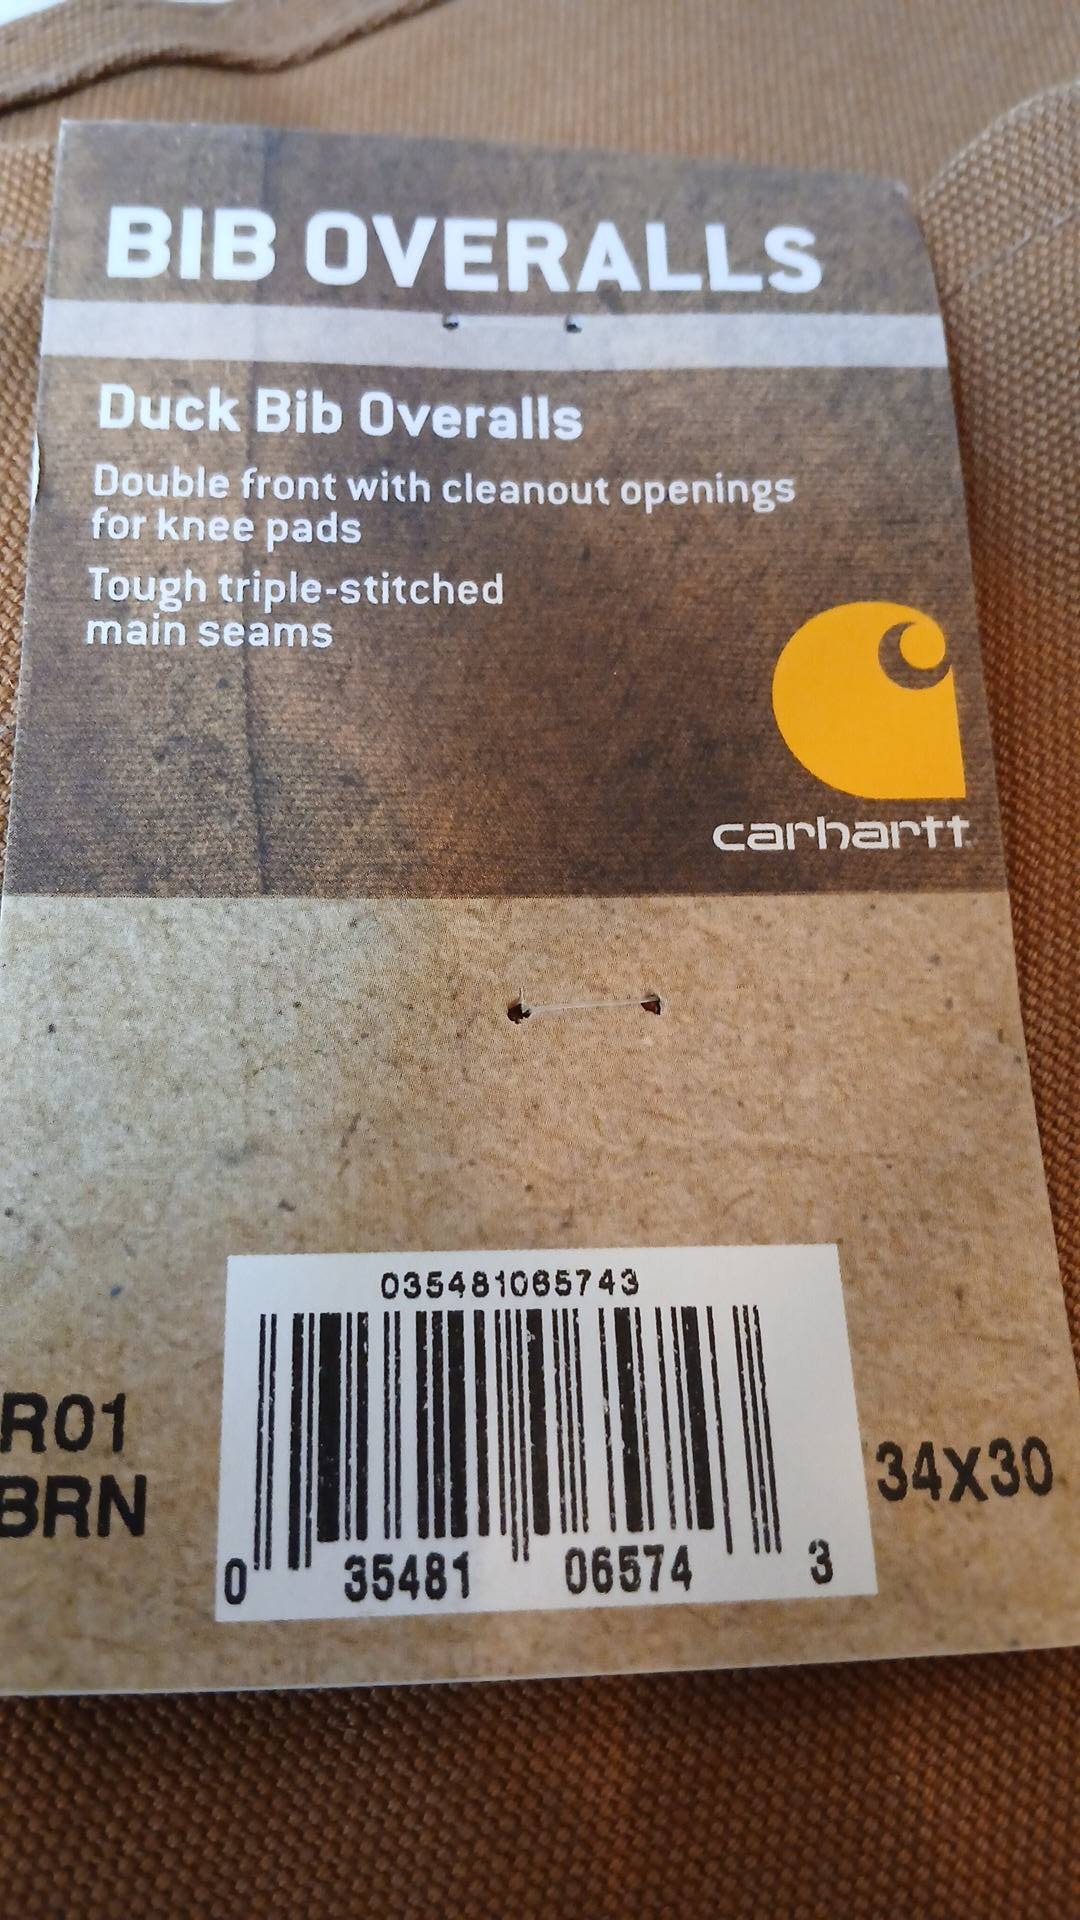 BIB OVERALLS
Duck Bib Overalls
Double front with cleanout openings
for knee pads
Tough triple-stitched
main seams
carhartt
035481065743
R01
BRN
34X30
0 35481 06574 3